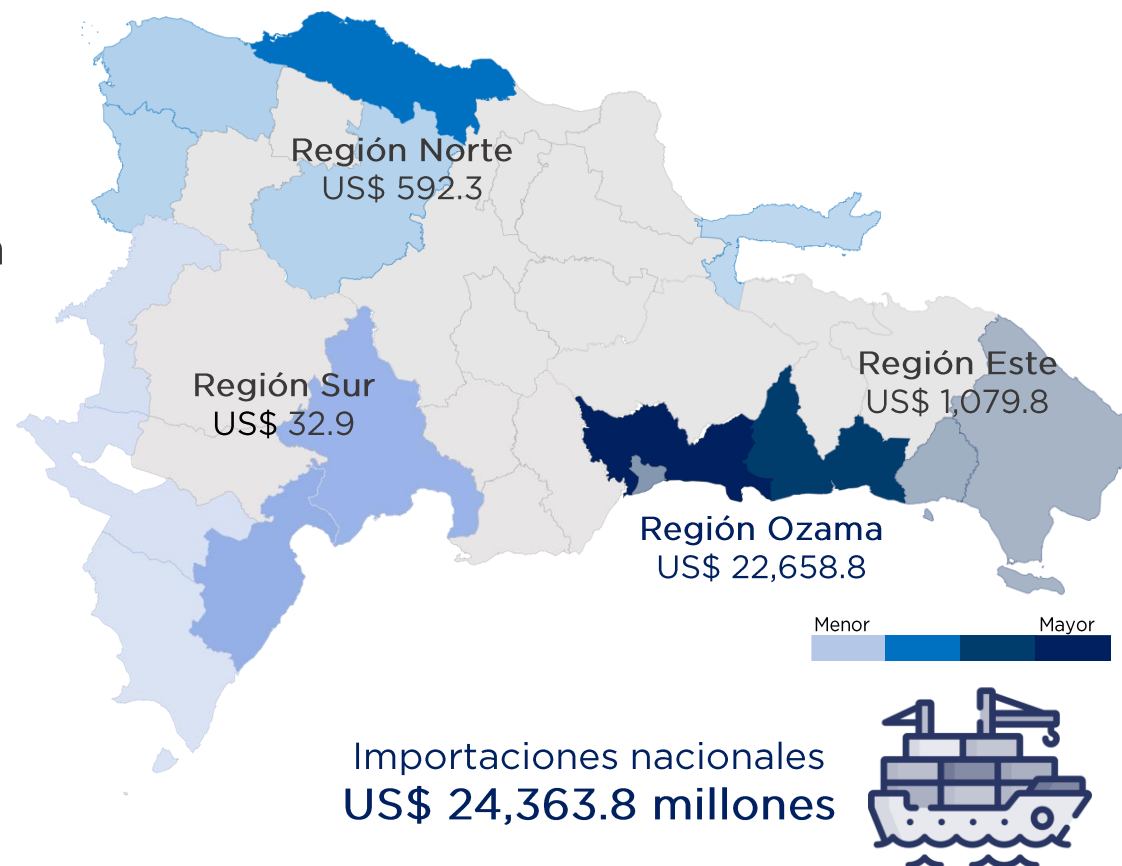 Región Norte
US$ 592.3
Región Este
US$ 1,079.8
Región Sur
US$ 32.9
Región Ozama
US$ 22,658.8
Menor
Mayor
Importaciones nacionales
US$ 24,363.8 millones